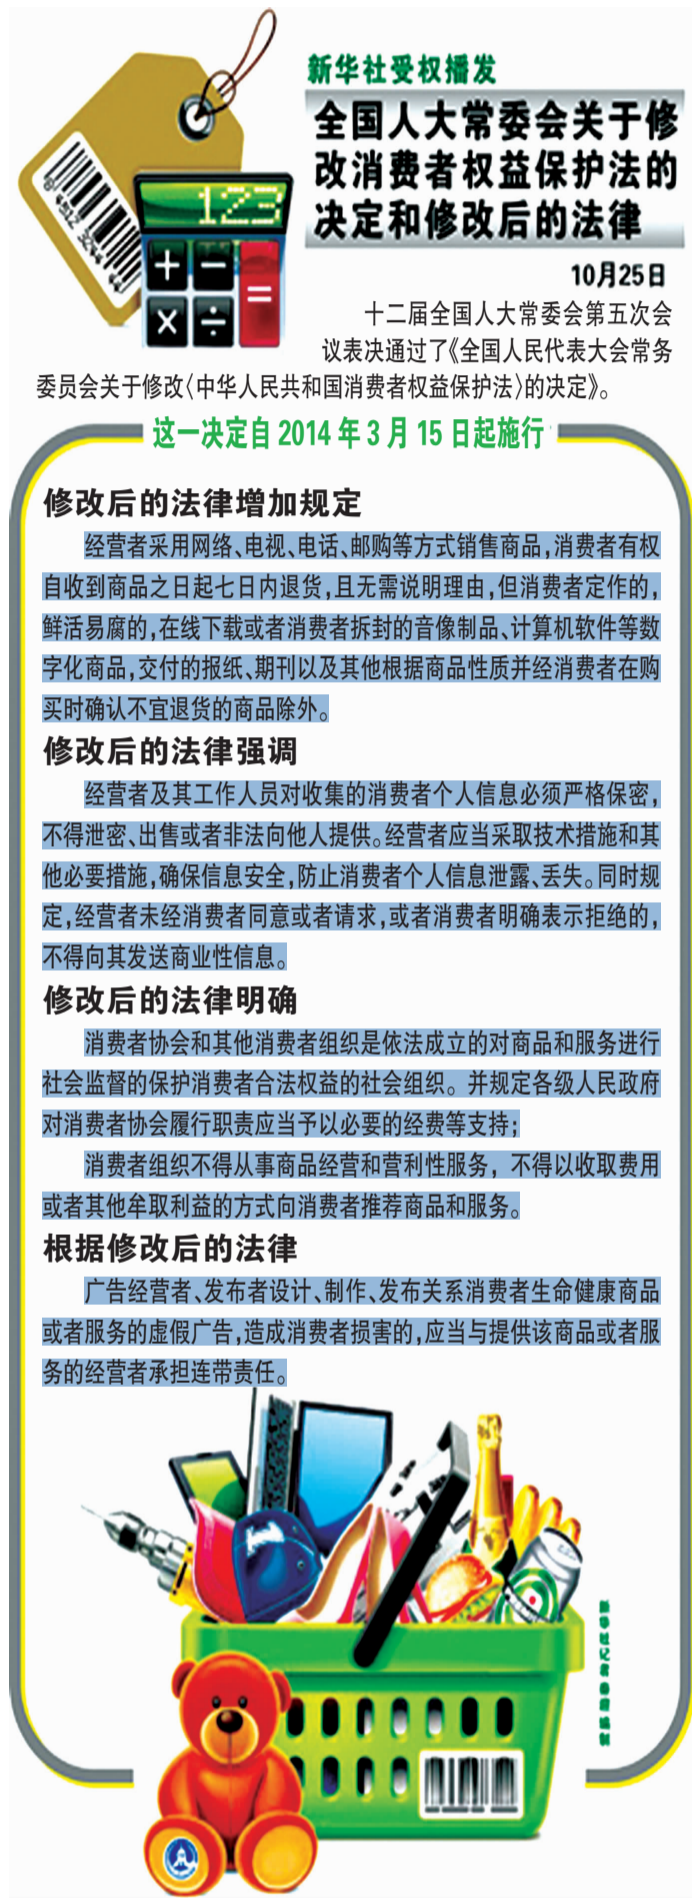 新华社受权播发
全国人大常委会关于修
改消费者权益保护法的
决定和修改后的法律
10月25日
十二届全国人大常委会第五次会
议表决通过了《全国人民代表大会常务
委员会关于修改〈中华人民共和国消费者权益保护法〉的决定》。
这一决定自2014年3月15日起施行
修改后的法律增加规定
经营者采用网络、电视、电话、邮购等方式销售商品,消费者有权
自收到商品之日起七日内退货,且无需说明理由,但消费者定作的,
鲜活易腐的,在线下载或者消费者拆封的音像制品、计算机软件等数
字化商品,交付的报纸、期刊以及其他根据商品性质并经消费者在购
买时确认不宜退货的商品除外。
修改后的法律强调
经营者及其工作人员对收集的消费者个人信息必须严格保密,
不得泄密、出售或者非法向他人提供。经营者应当采取技术措施和其
他必要措施,确保信息安全,防止消费者个人信息泄露、丢失。同时规
定,经营者未经消费者同意或者请求,或者消费者明确表示拒绝的,
不得向其发送商业性信息。
修改后的法律明确
消费者协会和其他消费者组织是依法成立的对商品和服务进行
社会监督的保护消费者合法权益的社会组织。并规定各级人民政府
对消费者协会履行职责应当予以必要的经费等支持;
消费者组织不得从事商品经营和营利性服务,不得以收取费用
或者其他牟取利益的方式向消费者推荐商品和服务。
根据修改后的法律
广告经营者、发布者设计、制作、发布关系消费者生命健康商品
或者服务的虚假广告,造成消费者损害的,应当与提供该商品或者服
务的经营者承担连带责任。
123
+ −
× ÷ =